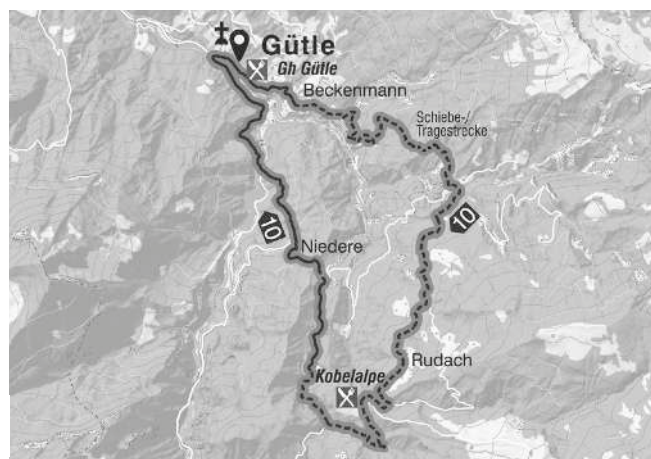 Gütle
Gh Gütle
Beckenmann
Schiebe-/
Tragestrecke
10
10
Niedere
Kobelalpe
Rudach